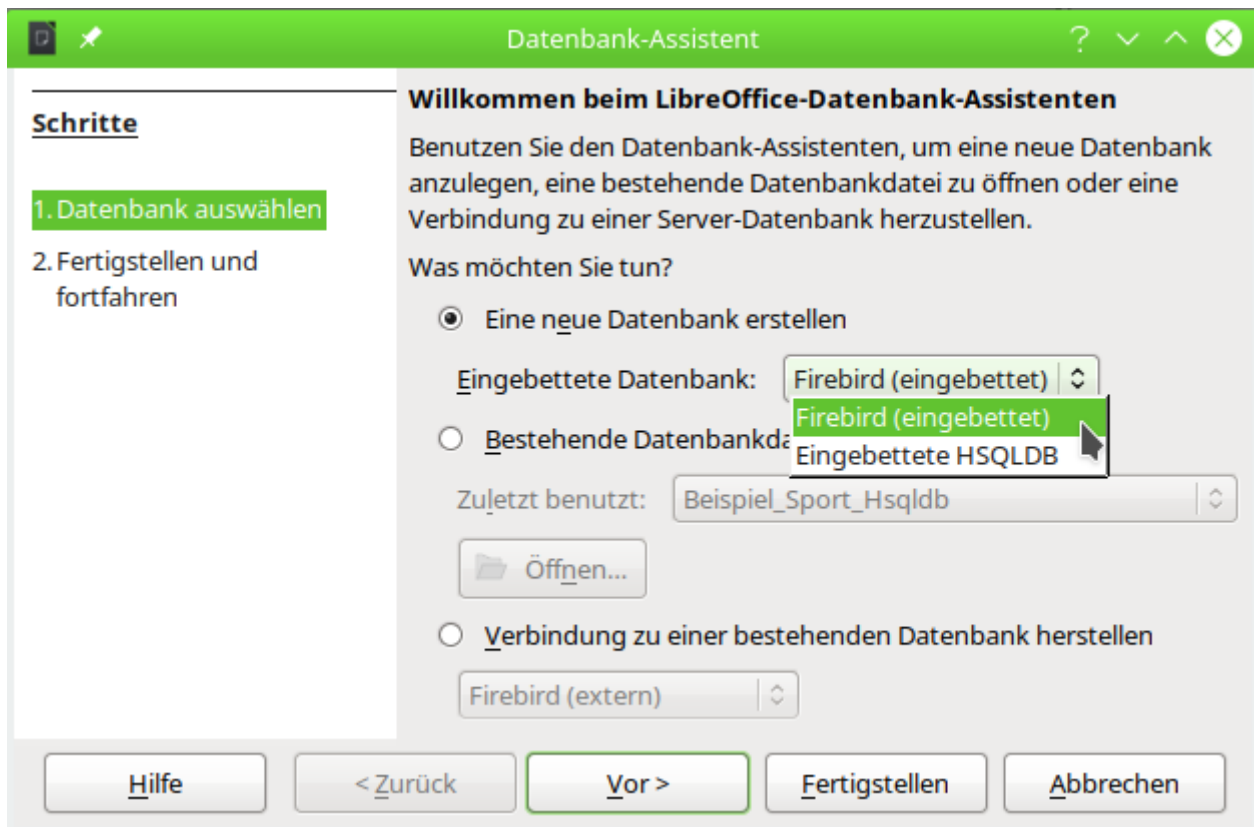 Datenbank-Assistent
Schritte
1. Datenbank auswählen
2. Fertigstellen und
fortfahren
Willkommen beim LibreOffice-Datenbank-Assistenten
Benutzen Sie den Datenbank-Assistenten, um eine neue Datenbank
anzulegen, eine bestehende Datenbankdatei zu öffnen oder eine
Verbindung zu einer Server-Datenbank herzustellen.
Was möchten Sie tun?
Eine neue Datenbank erstellen
Eingebettete Datenbank: Firebird (eingebettet)
Firebird (eingebettet)
Eingebettete HSQLDB
Bestehende
Zuletzt benutzt: Beispiel_Sport_Hsqldb
Öffnen...
Verbindung zu einer bestehenden Datenbank herstellen
Firebird (extern)
Hilfe < Zurück Vor > Fertigstellen Abbrechen